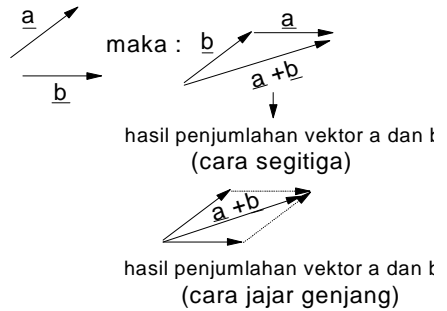 a
b
maka : b a
a + b
hasil penjumlahan vektor a dan b
(cara segitiga)
a + b
hasil penjumlahan vektor a dan b
(cara jajar genjang)